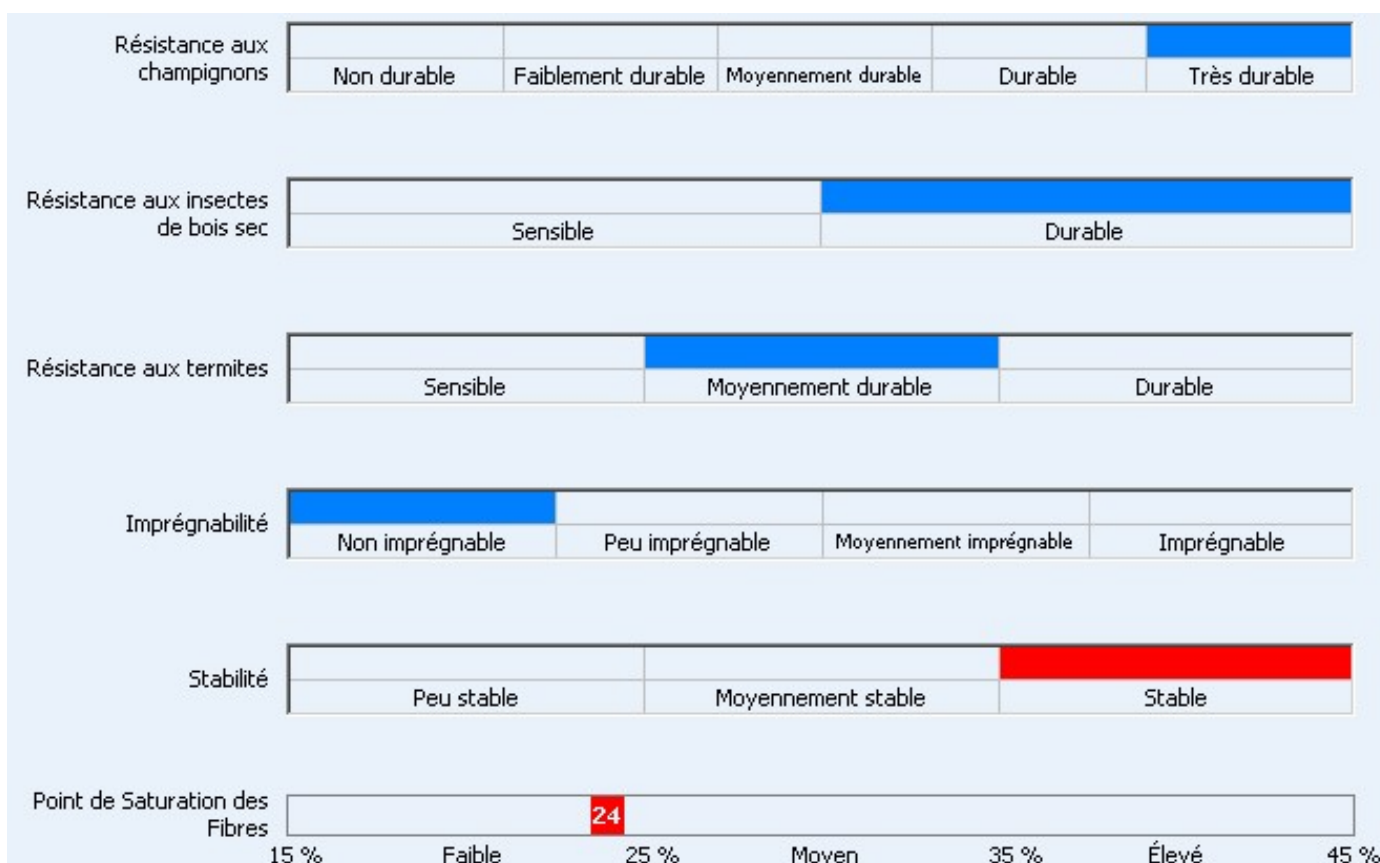 Résistance aux
champignons
Non durable Faiblement durable Moyennement durable Durable Très durable
Résistance aux insectes
de bois sec
Sensible Durable
Résistance aux termites
Sensible Moyennement durable Durable
Imprégnabilité
Non imprégnable Peu imprégnable Moyennement imprégnable Imprégnable
Stabilité
Peu stable Moyennement stable Stable
Point de Saturation des
Fibres
24
15 % Faible 25 % Moyen 35 % Élevé 45 %